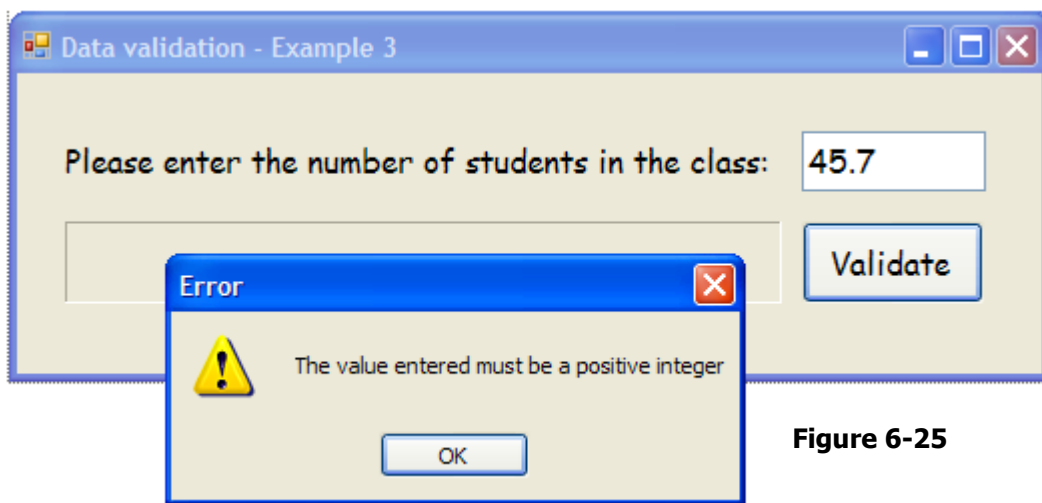 Data validation - Example 3
Please enter the number of students in the class:
45.7
Validate
Error
The value entered must be a positive integer
OK
Figure 6-25